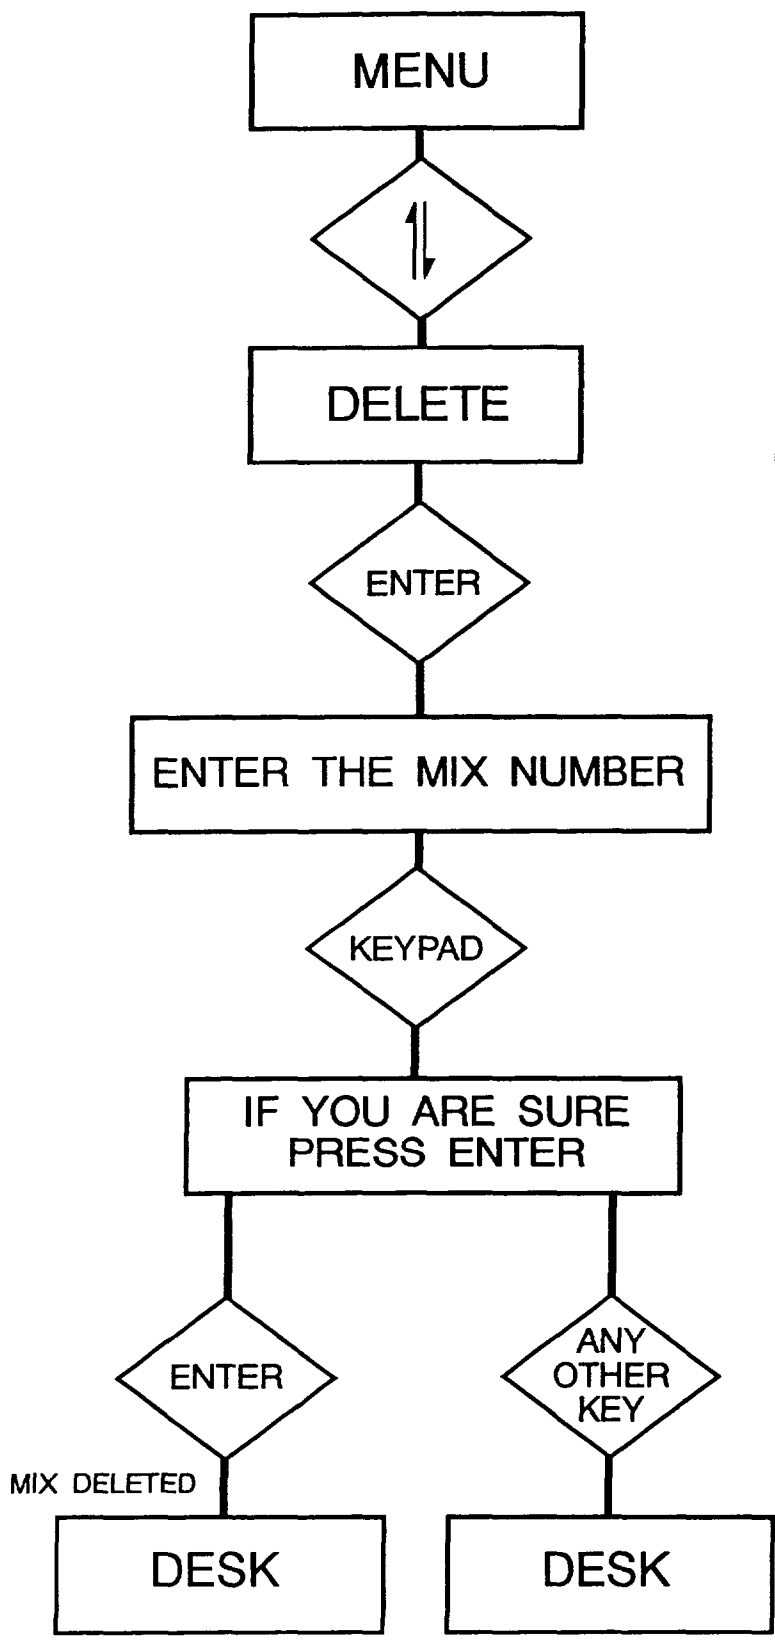 MENU
DELETE
ENTER
ENTER THE MIX NUMBER
KEYPAD
IF YOU ARE SURE
PRESS ENTER
ENTER
ANY
OTHER
KEY
MIX DELETED
DESK
DESK